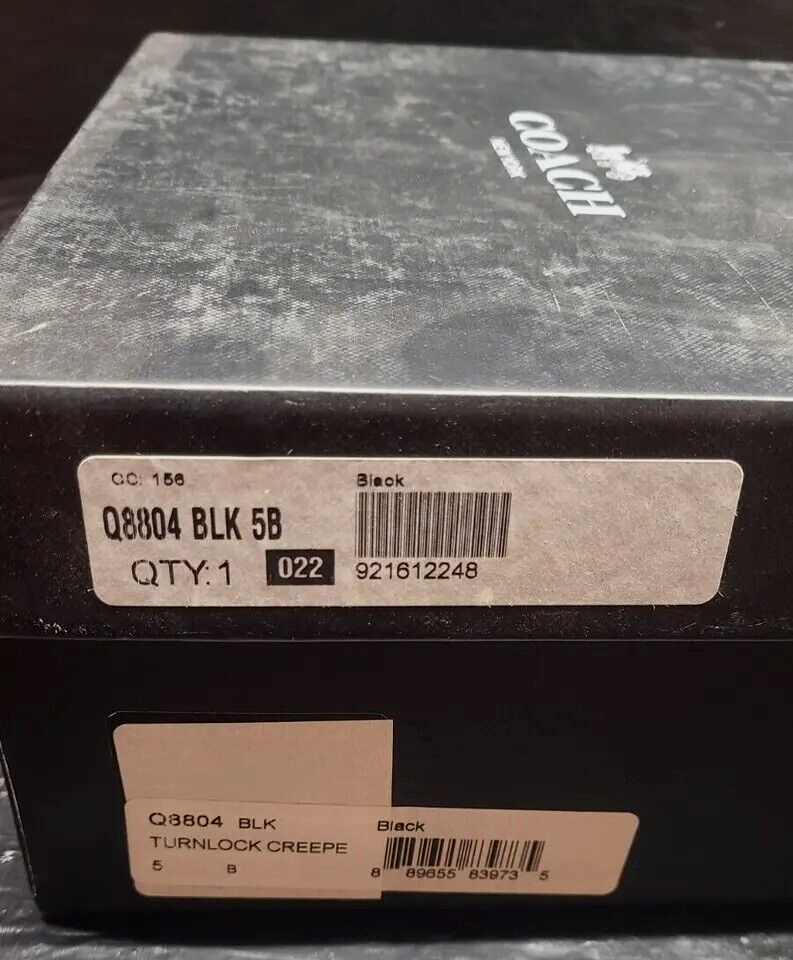 COACH
NEW YORK
CC: 156 Black
Q8804 BLK 5B
QTY:1 022 921612248
Q8804 BLK Black
TURNLOCK CREEPE
5 B 8 89655 83973 5